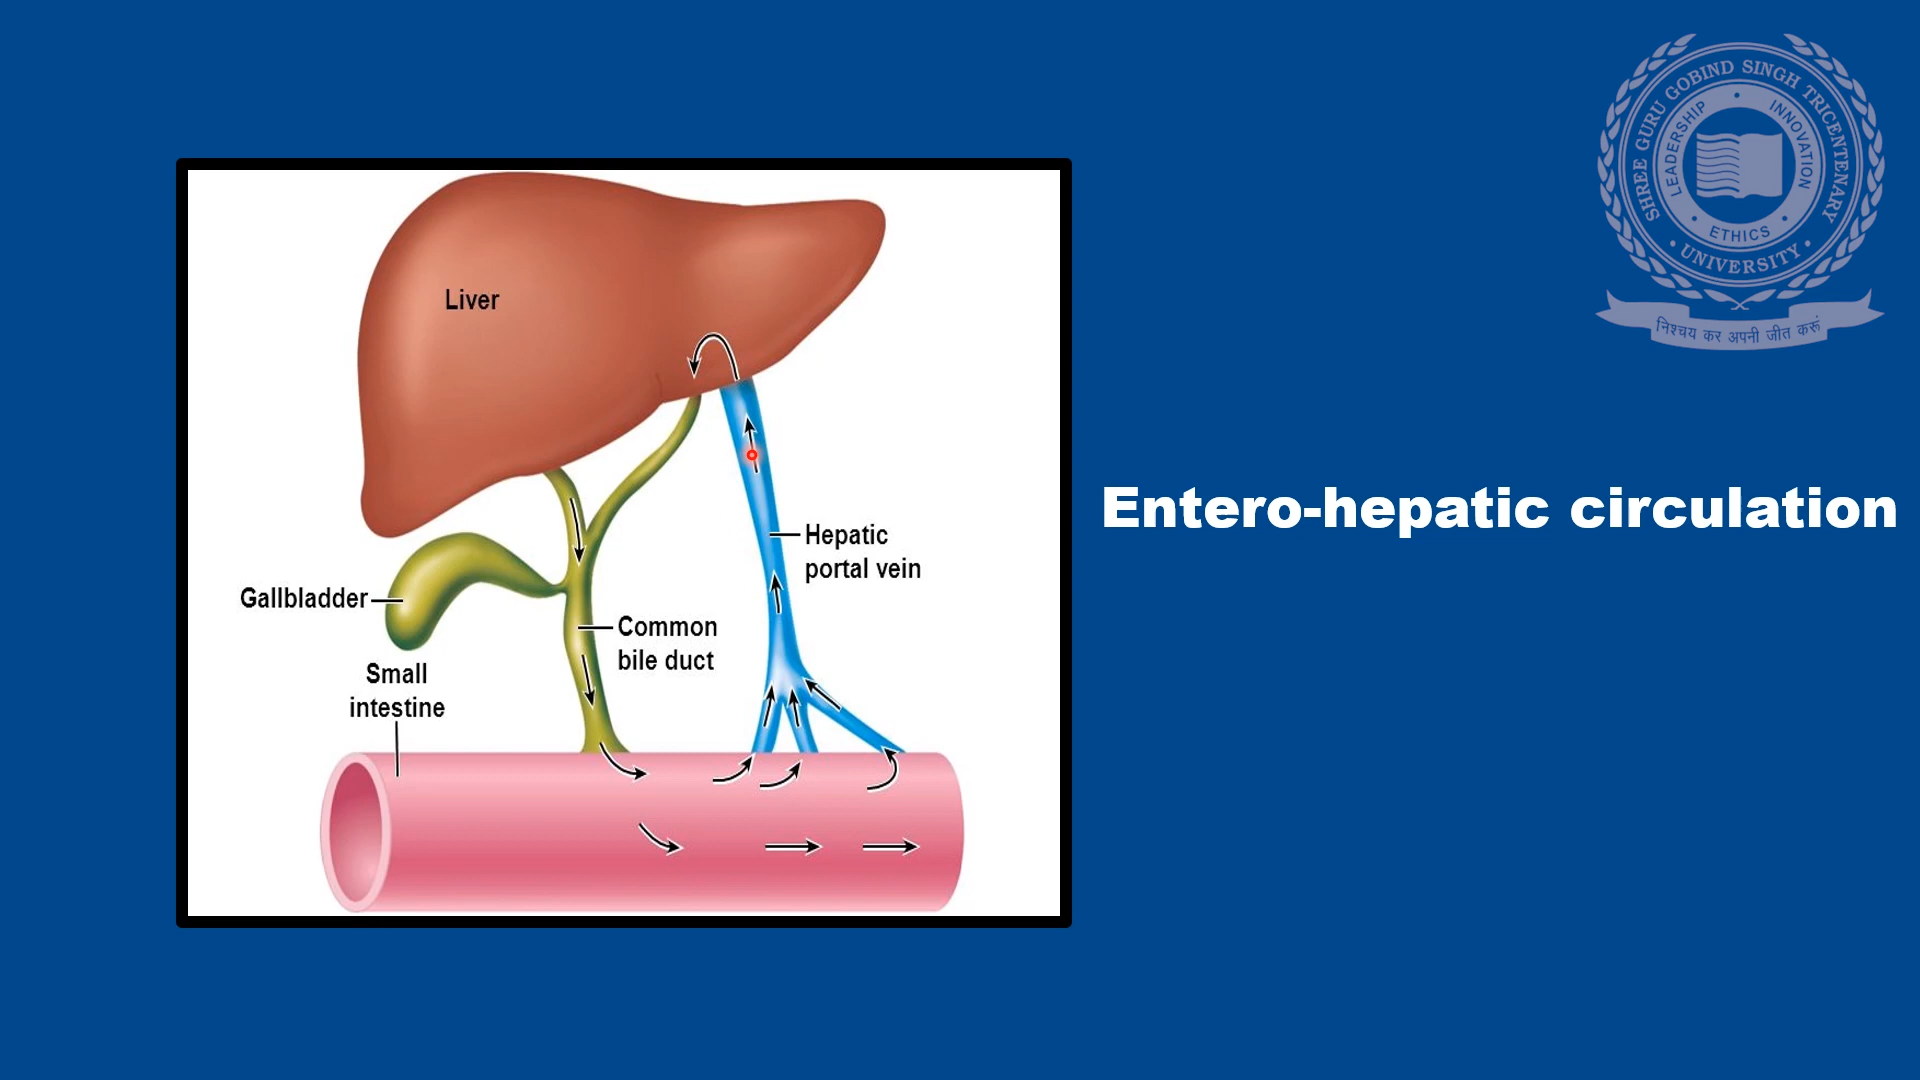 Liver
Hepatic
portal vein
Gallbladder
Common
bile duct
Small
intestine
Entero-hepatic circulation
SHREE GURU GOBIND SINGH TRICENTENARY
UNIVERSITY
LEADERSHIP
INNOVATION
ETHICS
निश्चय कर अपनी जीत करूं